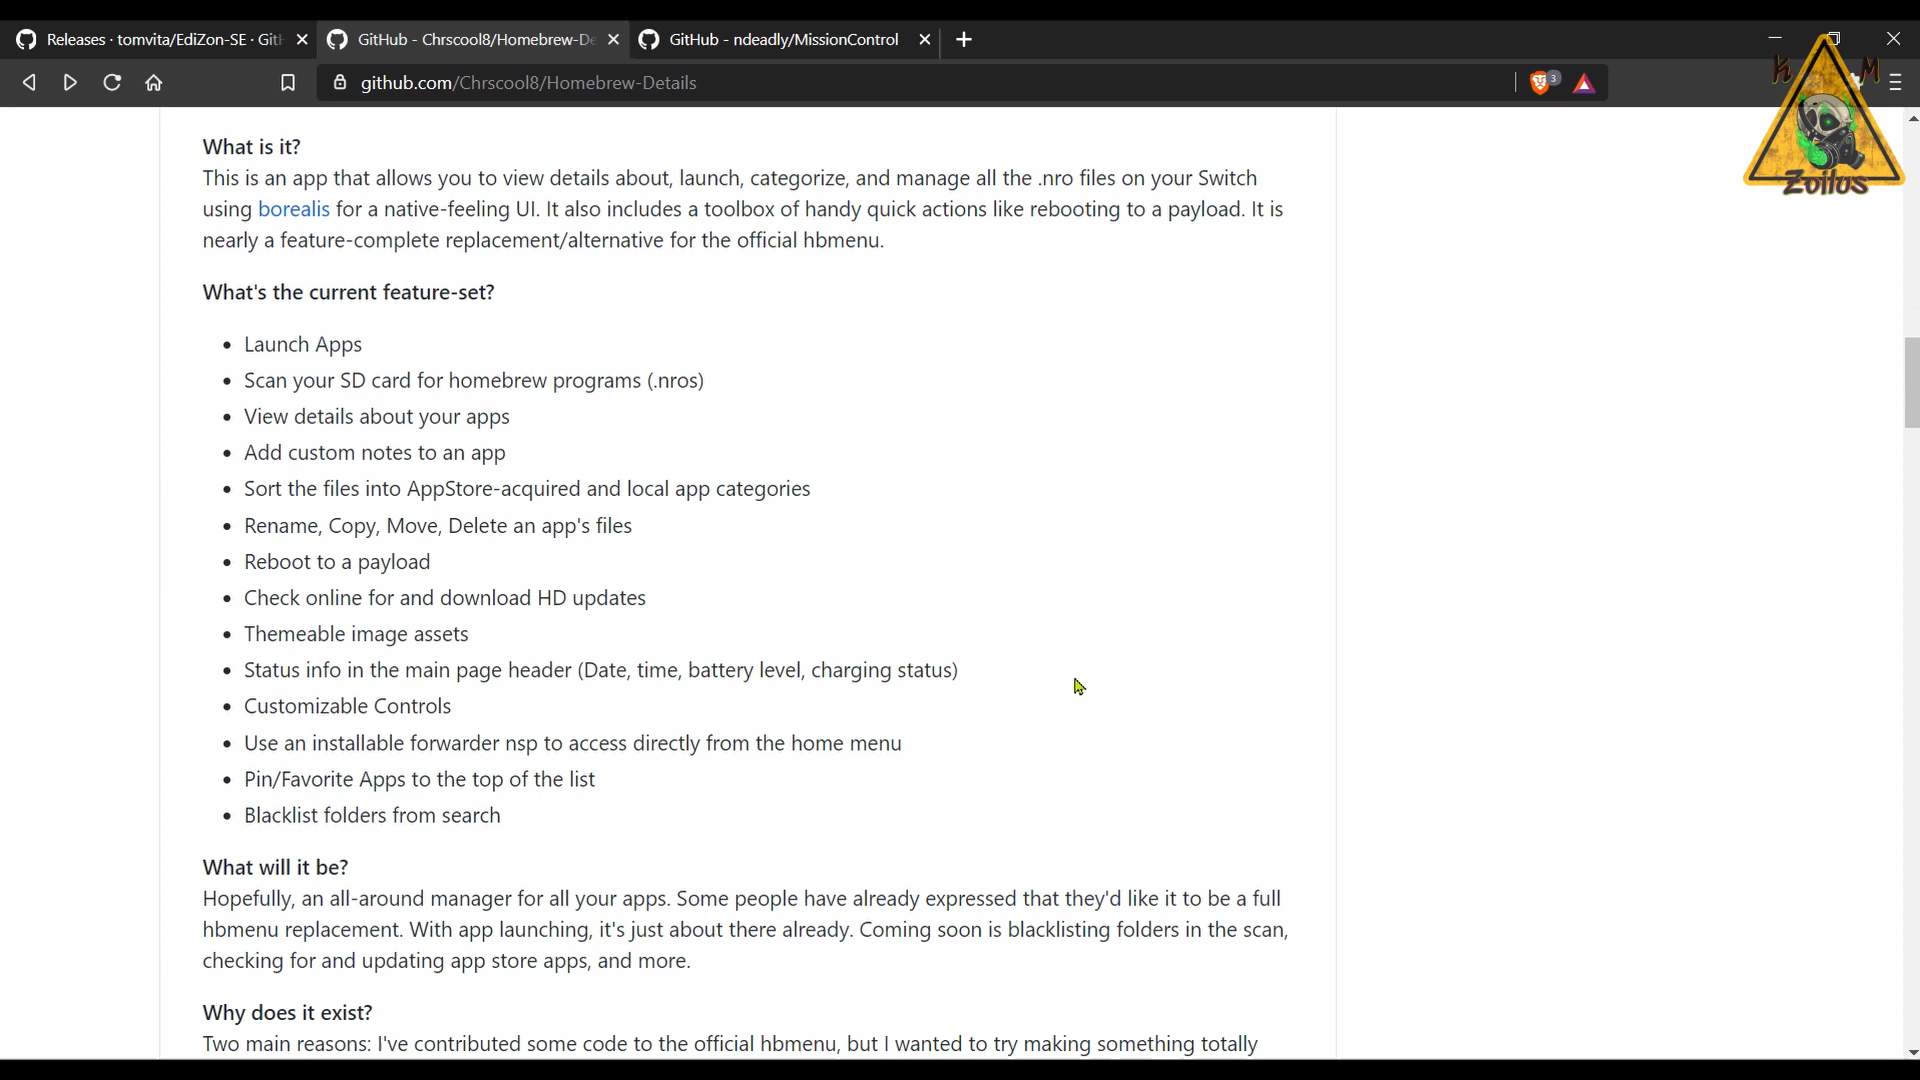 Releases · tomvita/EdiZon-SE · Git
GitHub - Chrscool8/Homebrew-De
GitHub - ndeadly/MissionControl
github.com/Chrscool8/Homebrew-Details
3
K M
Zoilus
What is it?
This is an app that allows you to view details about, launch, categorize, and manage all the .nro files on your Switch
using borealis for a native-feeling UI. It also includes a toolbox of handy quick actions like rebooting to a payload. It is
nearly a feature-complete replacement/alternative for the official hbmenu.
What's the current feature-set?
• Launch Apps
• Scan your SD card for homebrew programs (.nros)
• View details about your apps
• Add custom notes to an app
• Sort the files into AppStore-acquired and local app categories
• Rename, Copy, Move, Delete an app's files
• Reboot to a payload
• Check online for and download HD updates
• Themeable image assets
• Status info in the main page header (Date, time, battery level, charging status)
• Customizable Controls
• Use an installable forwarder nsp to access directly from the home menu
• Pin/Favorite Apps to the top of the list
• Blacklist folders from search
What will it be?
Hopefully, an all-around manager for all your apps. Some people have already expressed that they'd like it to be a full
hbmenu replacement. With app launching, it's just about there already. Coming soon is blacklisting folders in the scan,
checking for and updating app store apps, and more.
Why does it exist?
Two main reasons: I've contributed some code to the official hbmenu, but I wanted to try making something totally